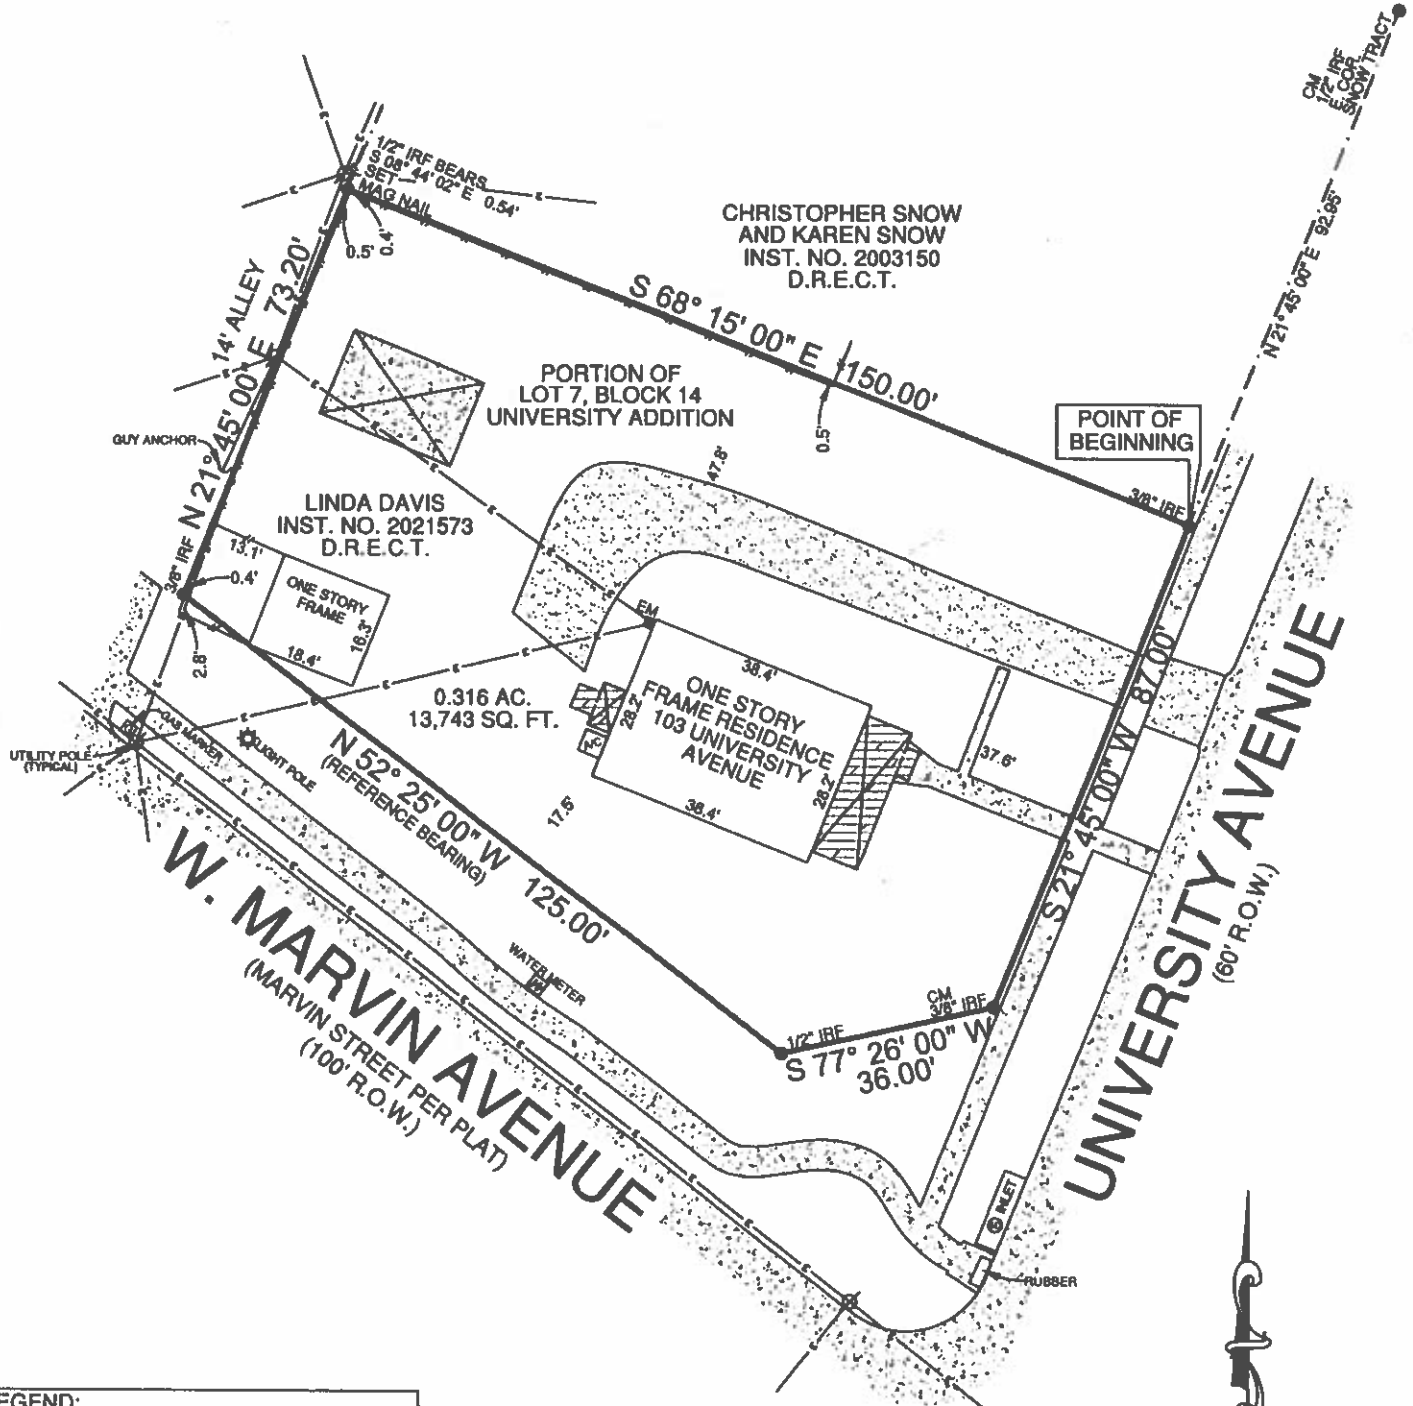 CM
1/2" IRF
E. COR.
SNOW TRACT
N 21° 45' 00" E 92.95'
1/2" IRF BEARS
S 08° 44' 02" E 0.54'
SET
MAG NAIL
0.5'
0.4'
CHRISTOPHER SNOW
AND KAREN SNOW
INST. NO. 2003150
D.R.E.C.T.
S 68° 15' 00" E 150.00'
0.5'
14' ALLEY
N 21° 45' 00" E 73.20'
GUY ANCHOR
PORTION OF
LOT 7, BLOCK 14
UNIVERSITY ADDITION
POINT OF
BEGINNING
3/8" IRF
47.8'
LINDA DAVIS
INST. NO. 2021573
D.R.E.C.T.
3/8" IRF
13.1'
0.4'
ONE STORY
FRAME
16.3'
18.4'
2.8'
EM
38.4'
ONE STORY
FRAME RESIDENCE
103 UNIVERSITY
AVENUE
28.2'
28.2'
38.4'
A/C
37.6'
17.5'
0.316 AC.
13,743 SQ. FT.
S 21° 45' 00" W 87.00'
UNIVERSITY AVENUE
(60' R.O.W.)
UTILITY POLE
(TYPICAL)
GAS MARKER
LIGHT POLE
N 52° 25' 00" W 125.00'
(REFERENCE BEARING)
W. MARVIN AVENUE
(MARVIN STREET PER PLAT)
(100' R.O.W.)
WATER METER
W
CM
3/8" IRF
1/2" IRF
S 77° 26' 00" W
36.00'
INLET
RUBBER
LEGEND: